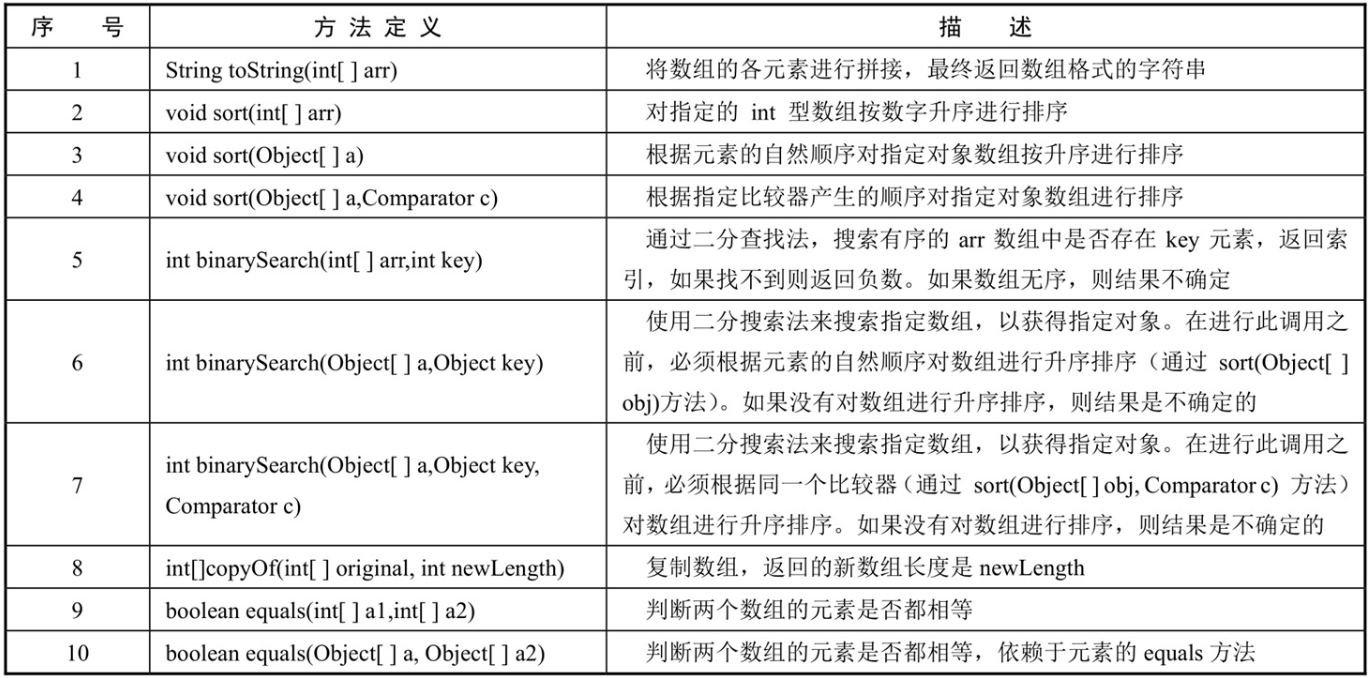 序 号 方 法 定 义 描 述
1 String toString(int[ ] arr) 将数组的各元素进行拼接，最终返回数组格式的字符串
2 void sort(int[ ] arr) 对指定的 int 型数组按数字升序进行排序
3 void sort(Object[ ] a) 根据元素的自然顺序对指定对象数组按升序进行排序
4 void sort(Object[ ] a,Comparator c) 根据指定比较器产生的顺序对指定对象数组进行排序
5 int binarySearch(int[ ] arr,int key) 通过二分查找法，搜索有序的 arr 数组中是否存在 key 元素，返回索
引，如果找不到则返回负数。如果数组无序，则结果不确定
6 int binarySearch(Object[ ] a,Object key) 使用二分搜索法来搜索指定数组，以获得指定对象。在进行此调用之
前，必须根据元素的自然顺序对数组进行升序排序（通过 sort(Object[ ]
obj)方法）。如果没有对数组进行升序排序，则结果是不确定的
7 int binarySearch(Object[ ] a,Object key,
Comparator c) 使用二分搜索法来搜索指定数组，以获得指定对象。在进行此调用之
前，必须根据同一个比较器（通过 sort(Object[ ] obj, Comparator c) 方法）
对数组进行升序排序。如果没有对数组进行排序，则结果是不确定的
8 int[]copyOf(int[ ] original, int newLength) 复制数组，返回的新数组长度是 newLength
9 boolean equals(int[ ] a1,int[ ] a2) 判断两个数组的元素是否都相等
10 boolean equals(Object[ ] a, Object[ ] a2) 判断两个数组的元素是否都相等，依赖于元素的 equals 方法